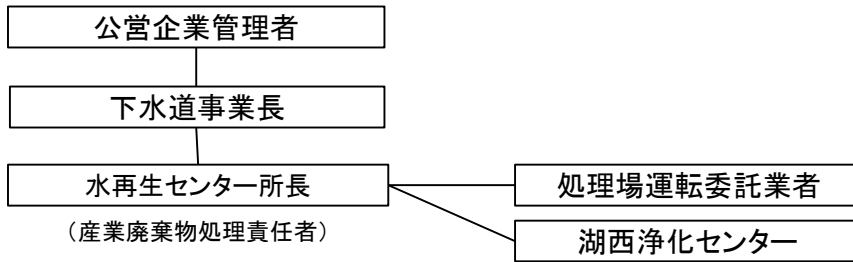 公営企業管理者
下水道事業長
水再生センター所長
(産業廃棄物処理責任者)
処理場運転委託業者
湖西浄化センター